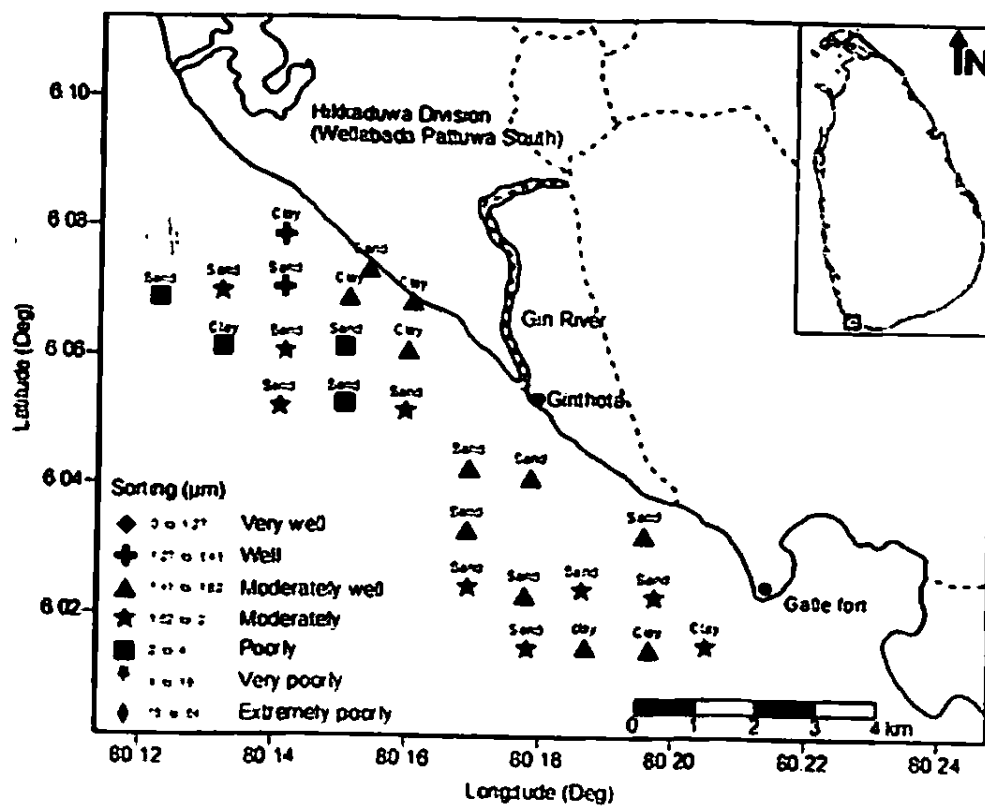 N
6.10
Hikkaduwa Division
(Wellabada Pattuwa South)
6.08
Clay
Sand
Sand
Sand
Sand
Clay
Clay
Gin River
Clay
Sand
Sand
Clay
6.06
Sand
Sand
Sand
Ginthota
Latitude (Deg)
Sand
Sand
6.04
Sorting (µm)
Very well
Sand
Sand
Well
Moderately well
Sand
Sand
Sand
Sand
6.02
Moderately
Galle fort
Sand
Clay
Clay
Clay
Poorly
Very poorly
Extremely poorly
0 1 2 3 4 km
80.12 80.14 80.16 80.18 80.20 80.22 80.24
Longitude (Deg)